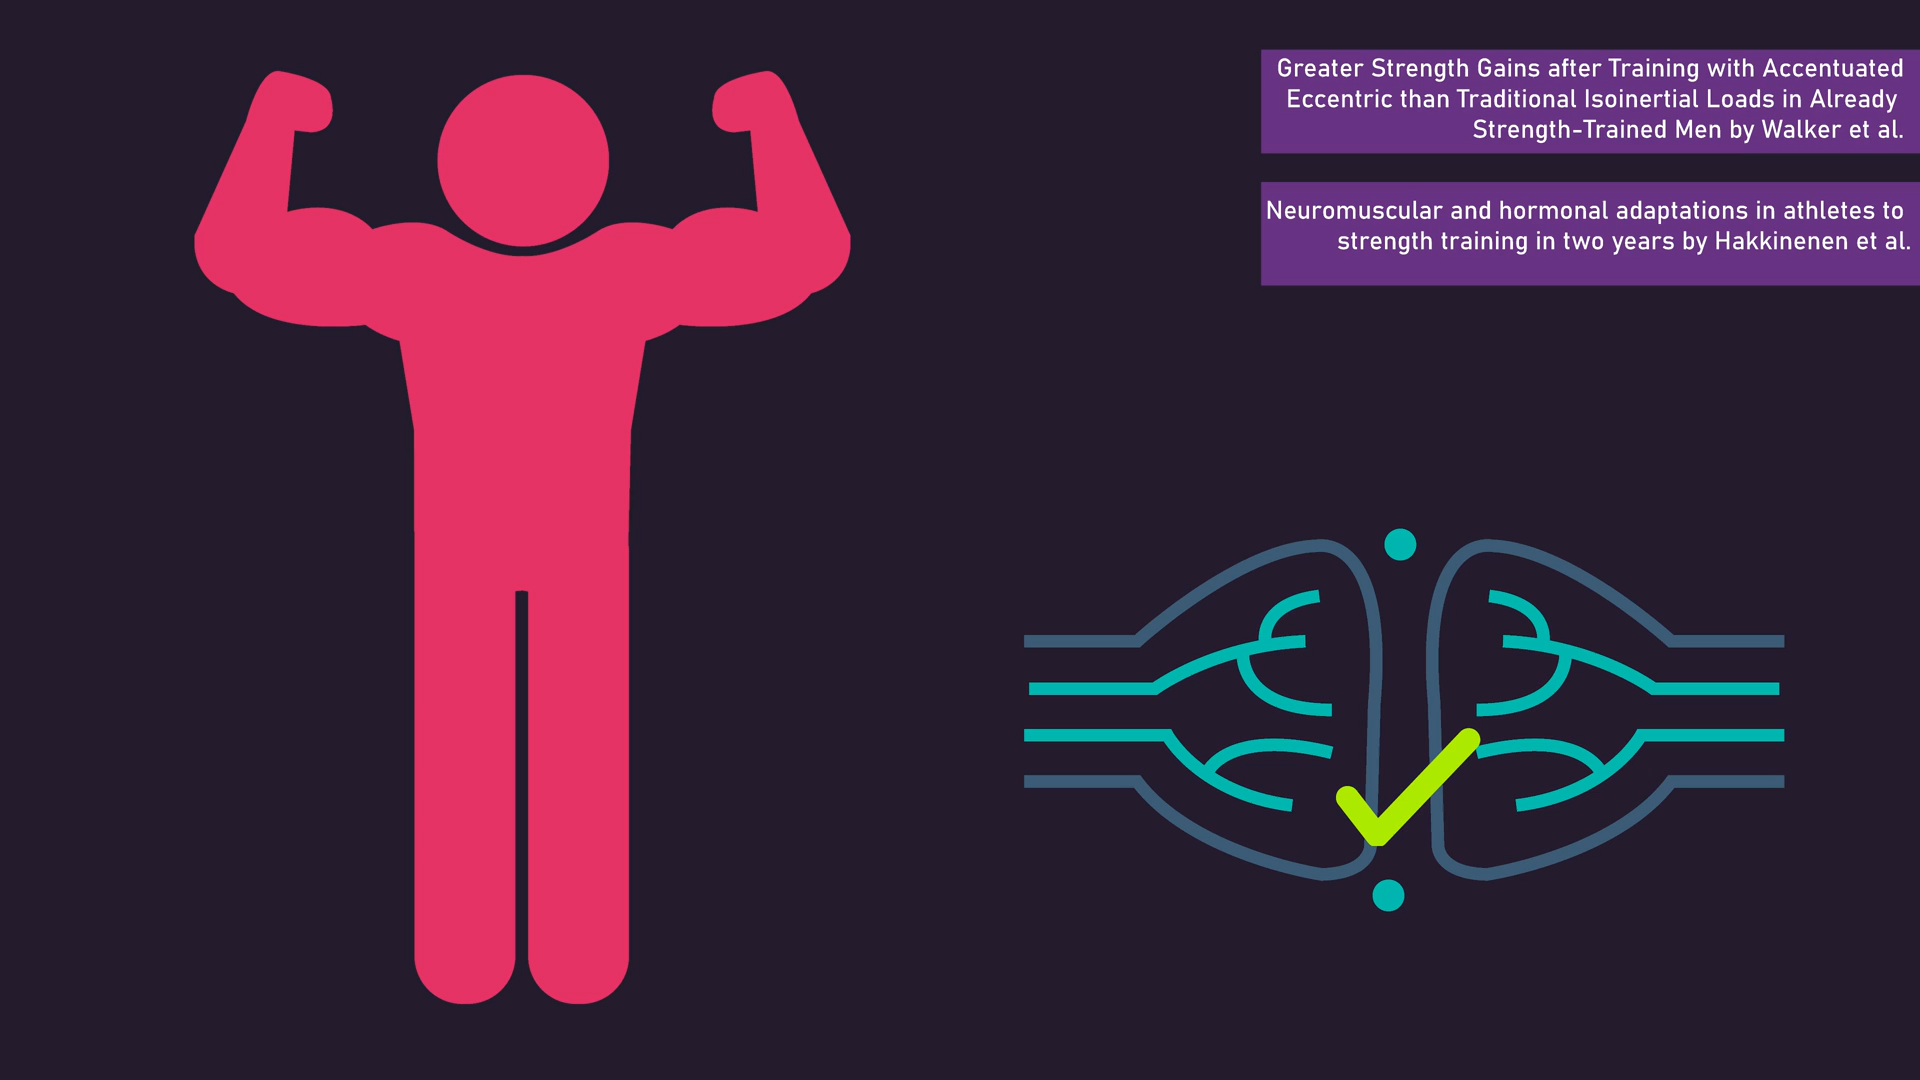 Greater Strength Gains after Training with Accentuated
Eccentric than Traditional Isoinertial Loads in Already
Strength-Trained Men by Walker et al.
Neuromuscular and hormonal adaptations in athletes to
strength training in two years by Hakkinenen et al.